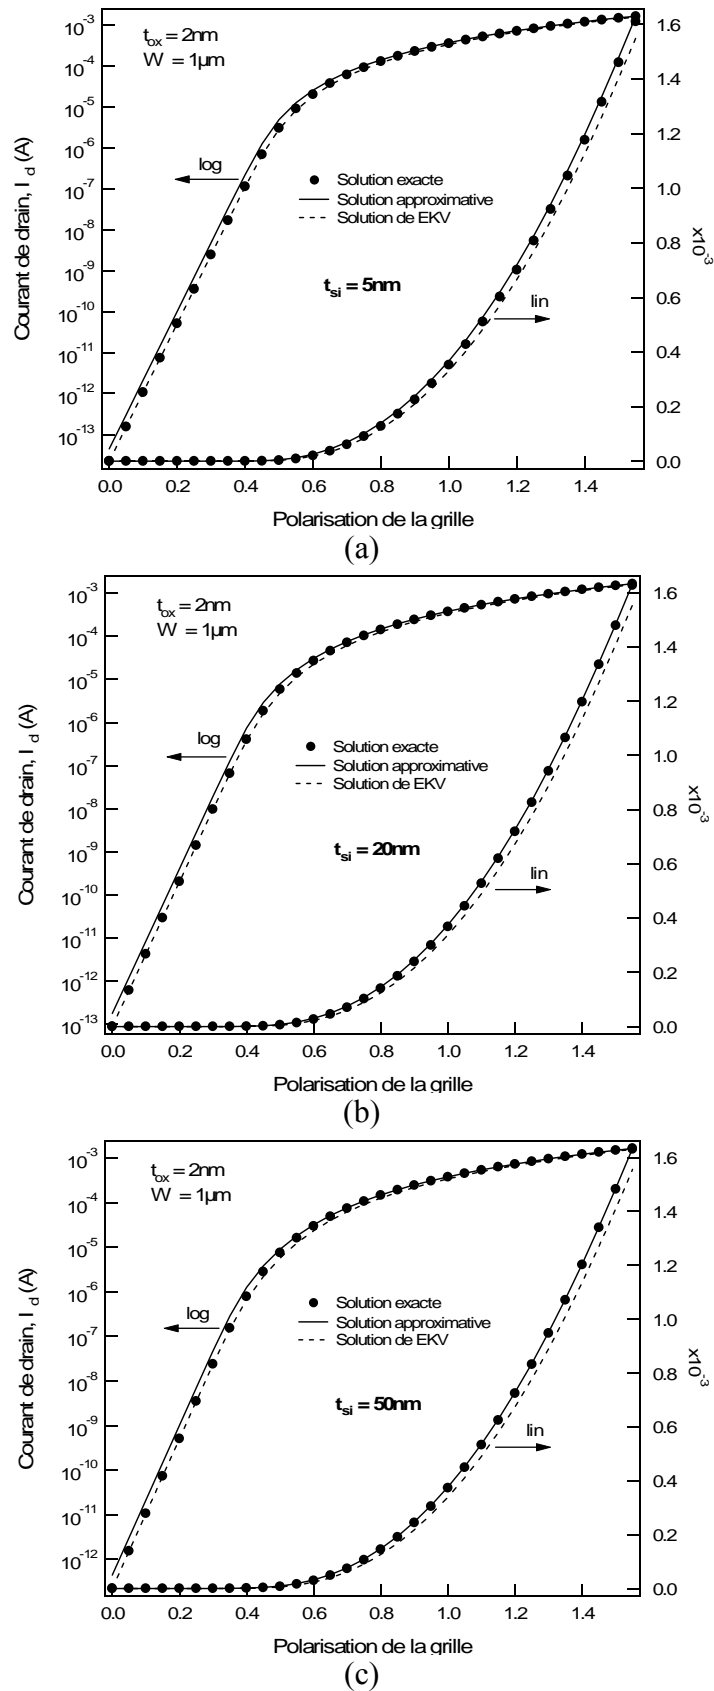 t_ox = 2nm
W = 1µm
log
Solution exacte
Solution approximative
Solution de EKV
t_si = 5nm
lin
Courant de drain, I_d (A)
10^-3
10^-4
10^-5
10^-6
10^-7
10^-8
10^-9
10^-10
10^-11
10^-12
10^-13
1.6
1.4
1.2
1.0
0.8
0.6
0.4
0.2
0.0
x10^-3
0.0 0.2 0.4 0.6 0.8 1.0 1.2 1.4
Polarisation de la grille
(a)
t_ox = 2nm
W = 1µm
log
Solution exacte
Solution approximative
Solution de EKV
t_si = 20nm
lin
Courant de drain, I_d (A)
10^-3
10^-4
10^-5
10^-6
10^-7
10^-8
10^-9
10^-10
10^-11
10^-12
10^-13
1.6
1.4
1.2
1.0
0.8
0.6
0.4
0.2
0.0
x10^-3
0.0 0.2 0.4 0.6 0.8 1.0 1.2 1.4
Polarisation de la grille
(b)
t_ox = 2nm
W = 1µm
log
Solution exacte
Solution approximative
Solution de EKV
t_si = 50nm
lin
Courant de drain, I_d (A)
10^-3
10^-4
10^-5
10^-6
10^-7
10^-8
10^-9
10^-10
10^-11
10^-12
1.6
1.4
1.2
1.0
0.8
0.6
0.4
0.2
0.0
x10^-3
0.0 0.2 0.4 0.6 0.8 1.0 1.2 1.4
Polarisation de la grille
(c)